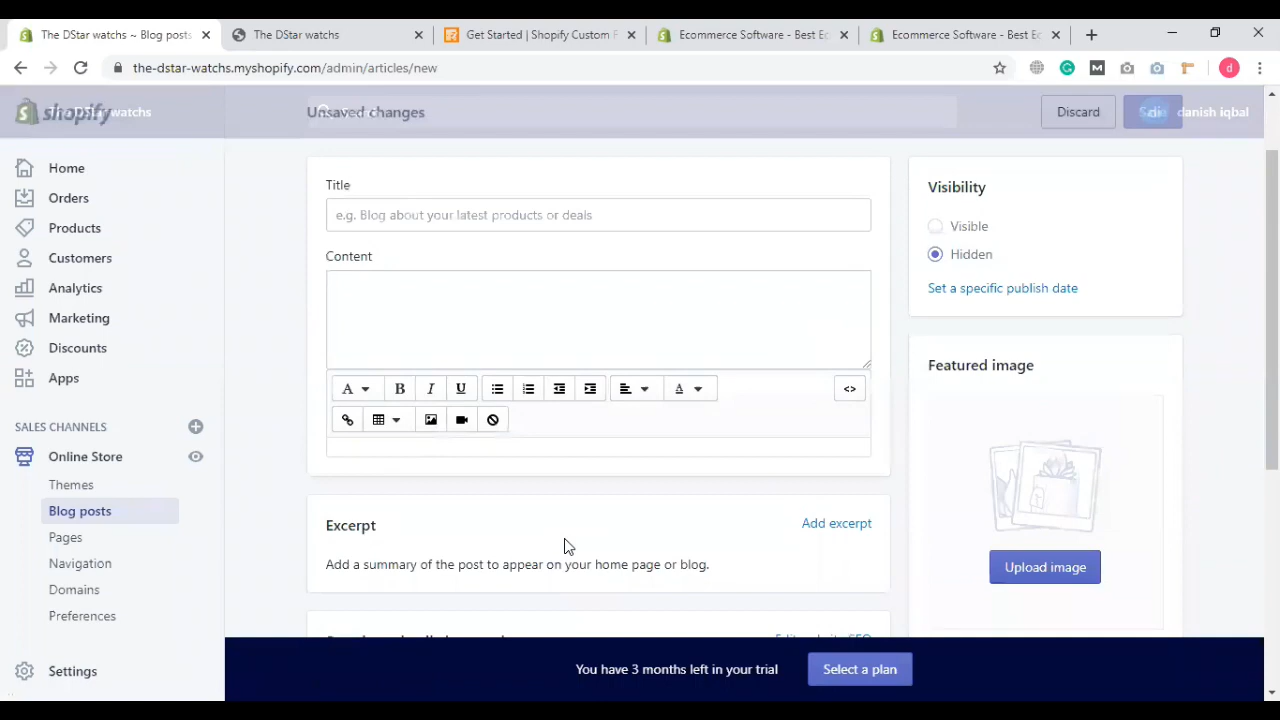 The DStar watchs ~ Blog posts
The DStar watchs
Get Started | Shopify Custom F
Ecommerce Software - Best Ec
Ecommerce Software - Best Ec
the-dstar-watchs.myshopify.com/admin/articles/new
d
shopify
The DStar watchs
Unsaved changes
Discard
danish iqbal
Home
Orders
Products
Customers
Analytics
Marketing
Discounts
Apps
SALES CHANNELS
Online Store
Themes
Blog posts
Pages
Navigation
Domains
Preferences
Settings
Title
e.g. Blog about your latest products or deals
Content
A
B
I
U
A
<>
Excerpt
Add excerpt
Add a summary of the post to appear on your home page or blog.
Visibility
Visible
Hidden
Set a specific publish date
Featured image
Upload image
You have 3 months left in your trial
Select a plan